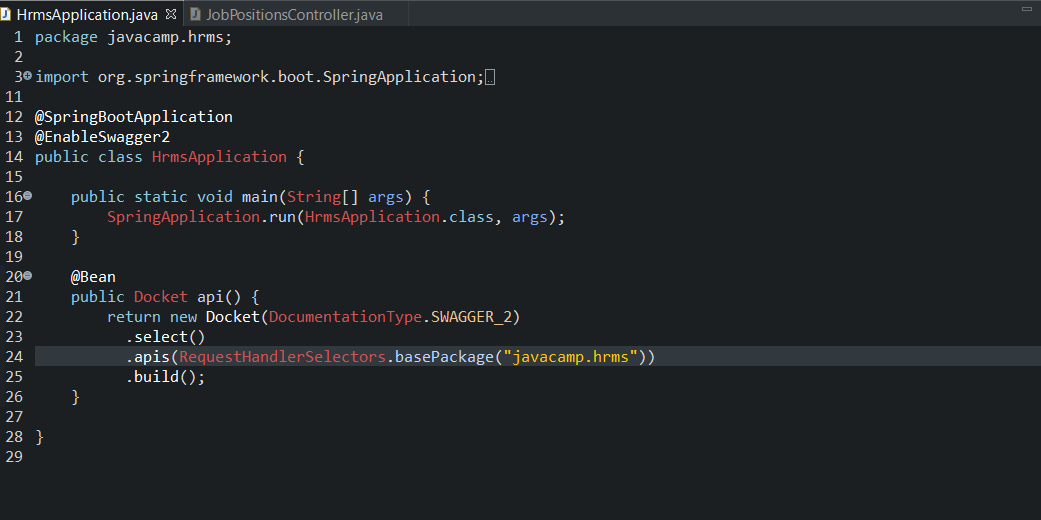 HrmsApplication.java JobPositionsController.java
1 package javacamp.hrms;
2
3 import org.springframework.boot.SpringApplication;
11
12 @SpringBootApplication
13 @EnableSwagger2
14 public class HrmsApplication {
15
16 public static void main(String[] args) {
17 SpringApplication.run(HrmsApplication.class, args);
18 }
19
20 @Bean
21 public Docket api() {
22 return new Docket(DocumentationType.SWAGGER_2)
23 .select()
24 .apis(RequestHandlerSelectors.basePackage("javacamp.hrms"))
25 .build();
26 }
27
28 }
29